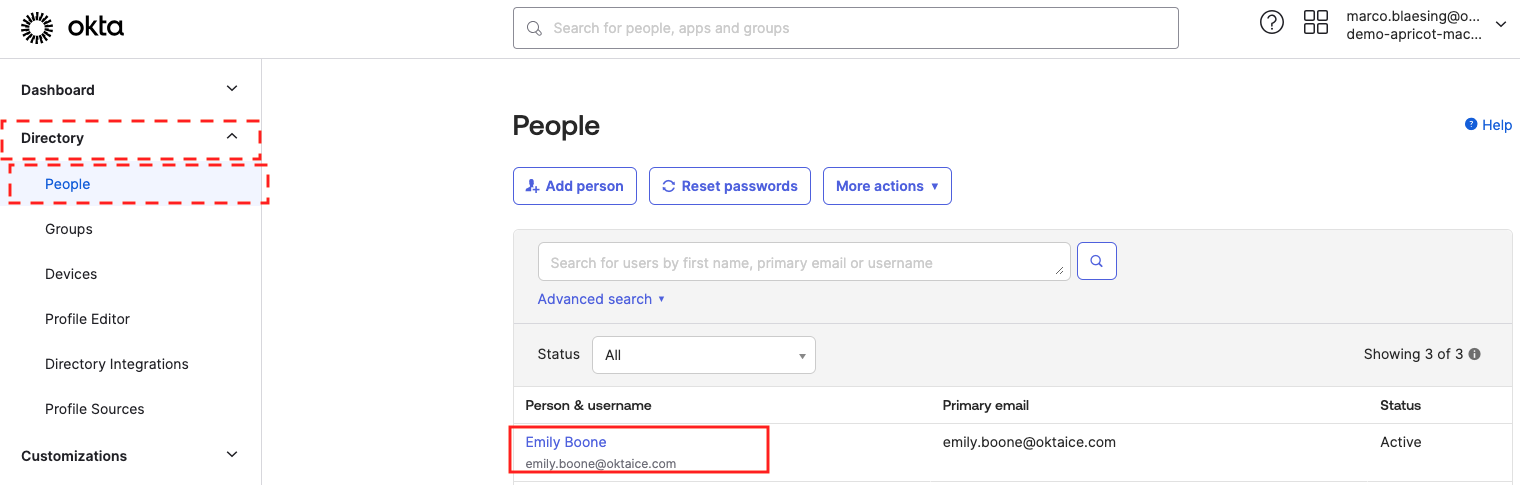 okta
Search for people, apps and groups
marco.blaesing@o...
demo-apricot-mac...
Dashboard
Directory
People
Groups
Devices
Profile Editor
Directory Integrations
Profile Sources
Customizations
People
Help
Add person
Reset passwords
More actions
Search for users by first name, primary email or username
Advanced search
Status
All
Showing 3 of 3
Person & username
Primary email
Status
Emily Boone
emily.boone@oktaice.com
emily.boone@oktaice.com
Active